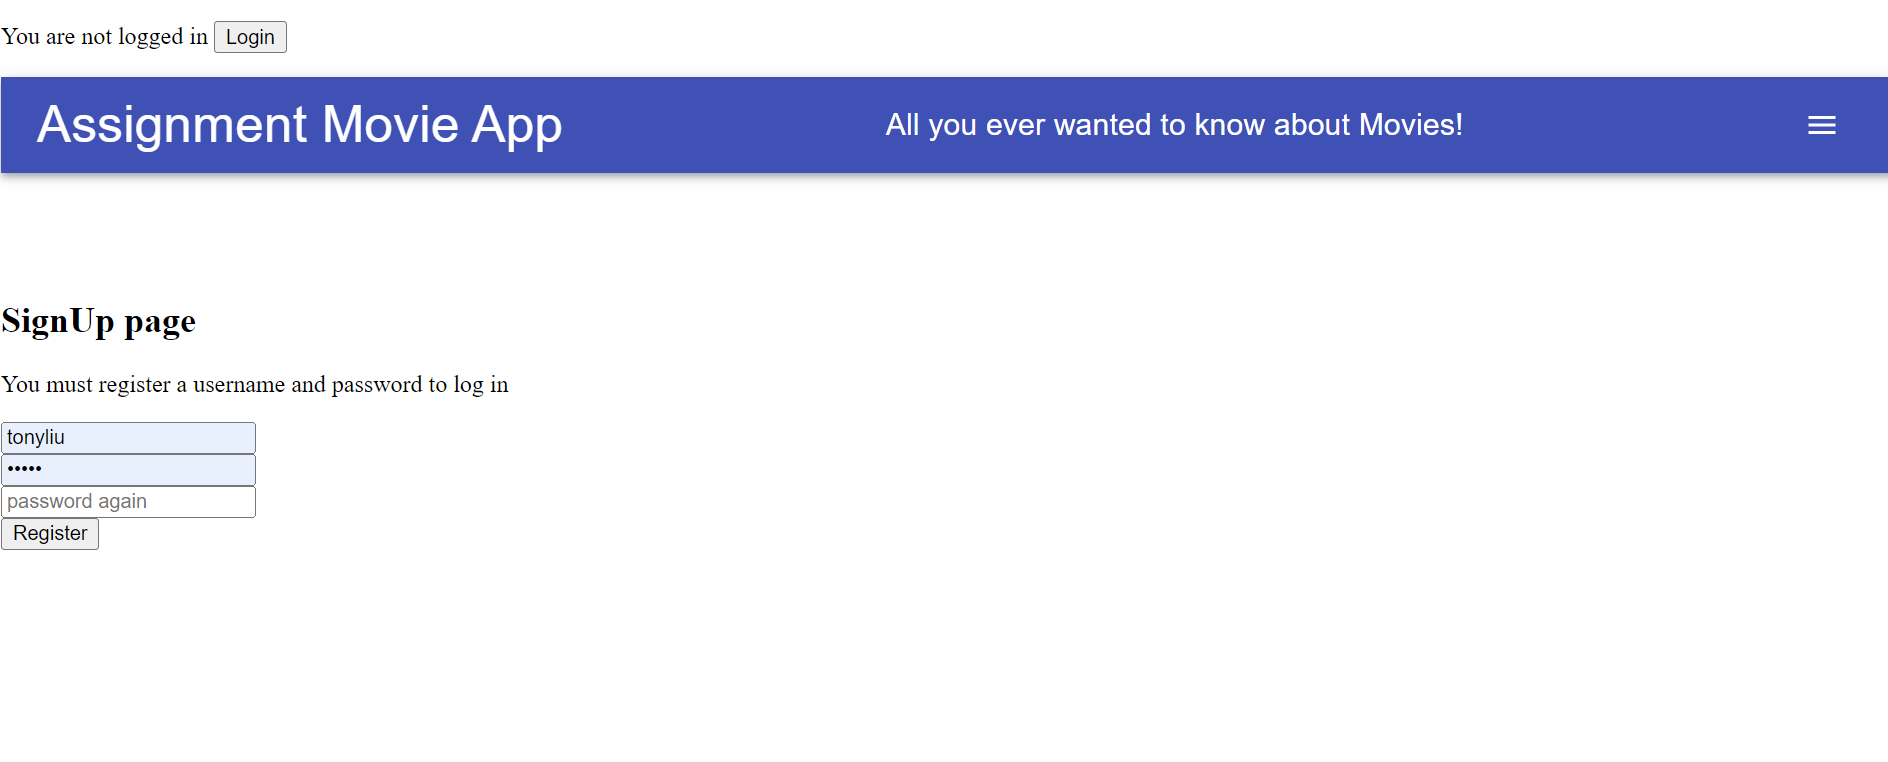 You are not logged in Login
Assignment Movie App All you ever wanted to know about Movies!
SignUp page
You must register a username and password to log in
tonyliu
•••••
password again
Register